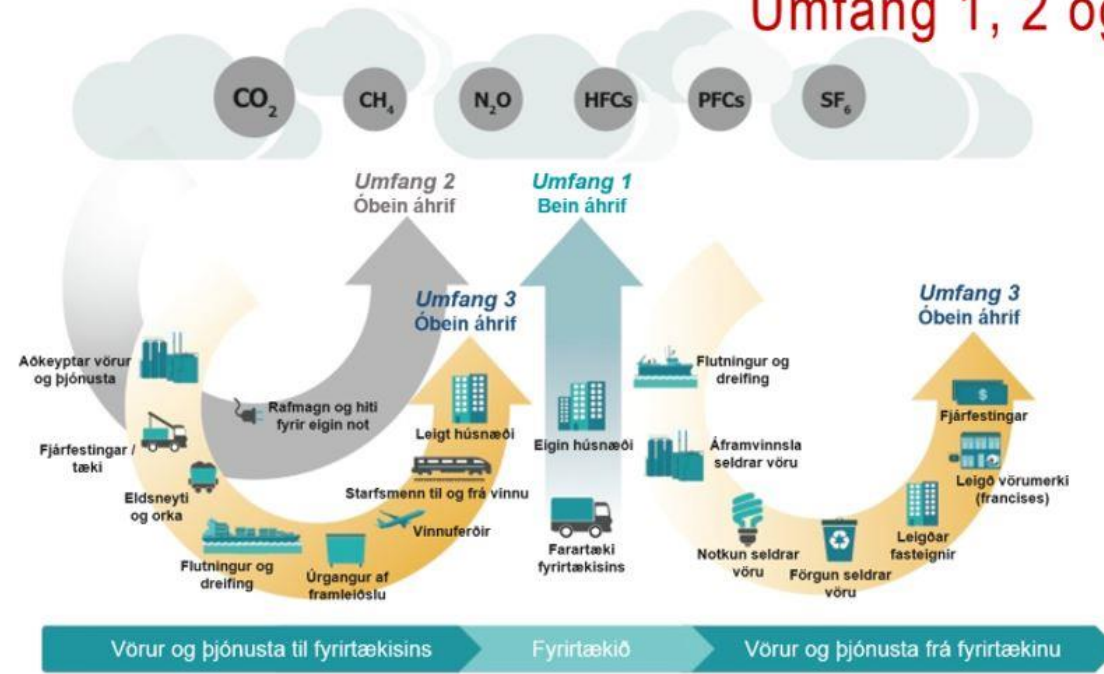 Umfang 1, 2 og
CO₂
CH₄
N₂O
HFCs
PFCs
SF₆
Umfang 2
Óbein áhrif
Umfang 1
Bein áhrif
Umfang 3
Óbein áhrif
Umfang 3
Óbein áhrif
Aðkeyptar vörur
og þjónusta
Fjárfestingar /
tæki
Eldsneyti
og orka
Flutningur og
dreifing
Úrgangur af
framleiðslu
Vinnuferðir
Starfsmenn til og frá vinnu
Leigt húsnæði
Rafmagn og hiti
fyrir eigin not
Eigin húsnæði
Farartæki
fyrirtækisins
Flutningur og
dreifing
Áframvinnsla
seldrar vöru
Notkun seldrar
vöru
Förgun seldrar
vöru
Leigðar
fasteignir
Leigð vörumerki
(francises)
Fjárfestingar
$
Vörur og þjónusta til fyrirtækisins
Fyrirtækið
Vörur og þjónusta frá fyrirtækinu